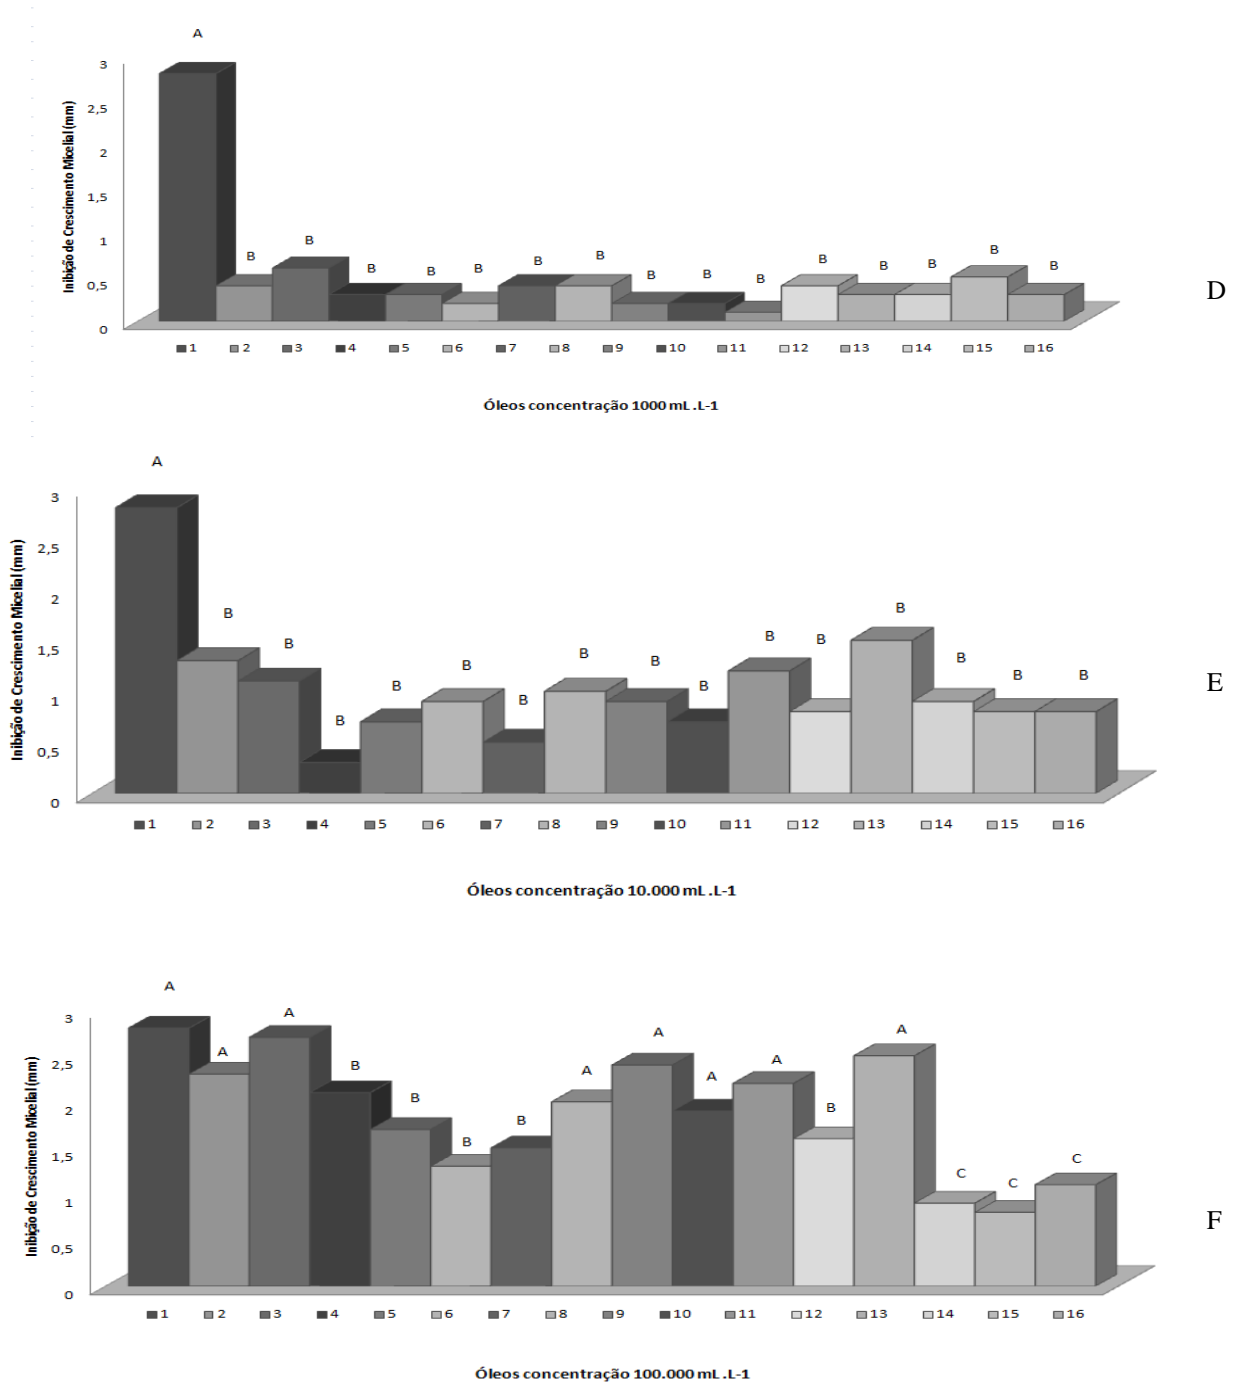 A
3
2,5
2
1,5
1
0,5
0
Inibição de Crescimento Micelial (mm)
B B B B B B B B B B B B B B B
1 2 3 4 5 6 7 8 9 10 11 12 13 14 15 16
Óleos concentração 1000 mL.L-1
D
A
3
2,5
2
1,5
1
0,5
0
Inibição de Crescimento Micelial (mm)
B B B B B B B B B B B B B B B
1 2 3 4 5 6 7 8 9 10 11 12 13 14 15 16
Óleos concentração 10.000 mL.L-1
E
3
2,5
2
1,5
1
0,5
0
Inibição de Crescimento Micelial (mm)
A A A B B B B A A A A B A C C C
1 2 3 4 5 6 7 8 9 10 11 12 13 14 15 16
Óleos concentração 100.000 mL.L-1
F